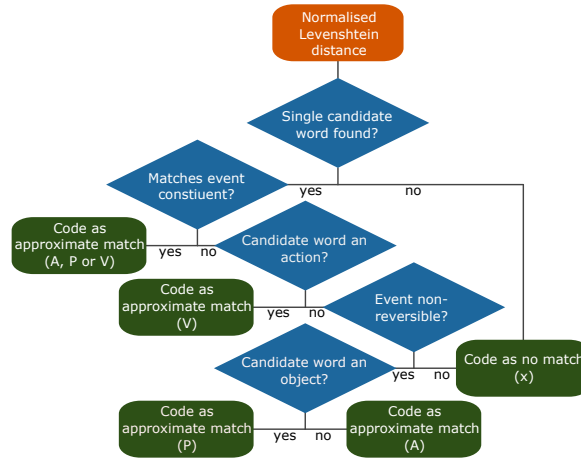 Normalised
Levenshtein
distance
Single candidate
word found?
yes
no
Matches event
constiuent?
Code as
approximate match
(A, P or V)
yes
no
Candidate word an
action?
Code as
approximate match
(V)
yes
no
Event non-
reversible?
yes
no
Code as no match
(x)
Candidate word an
object?
Code as
approximate match
(P)
yes
no
Code as
approximate match
(A)